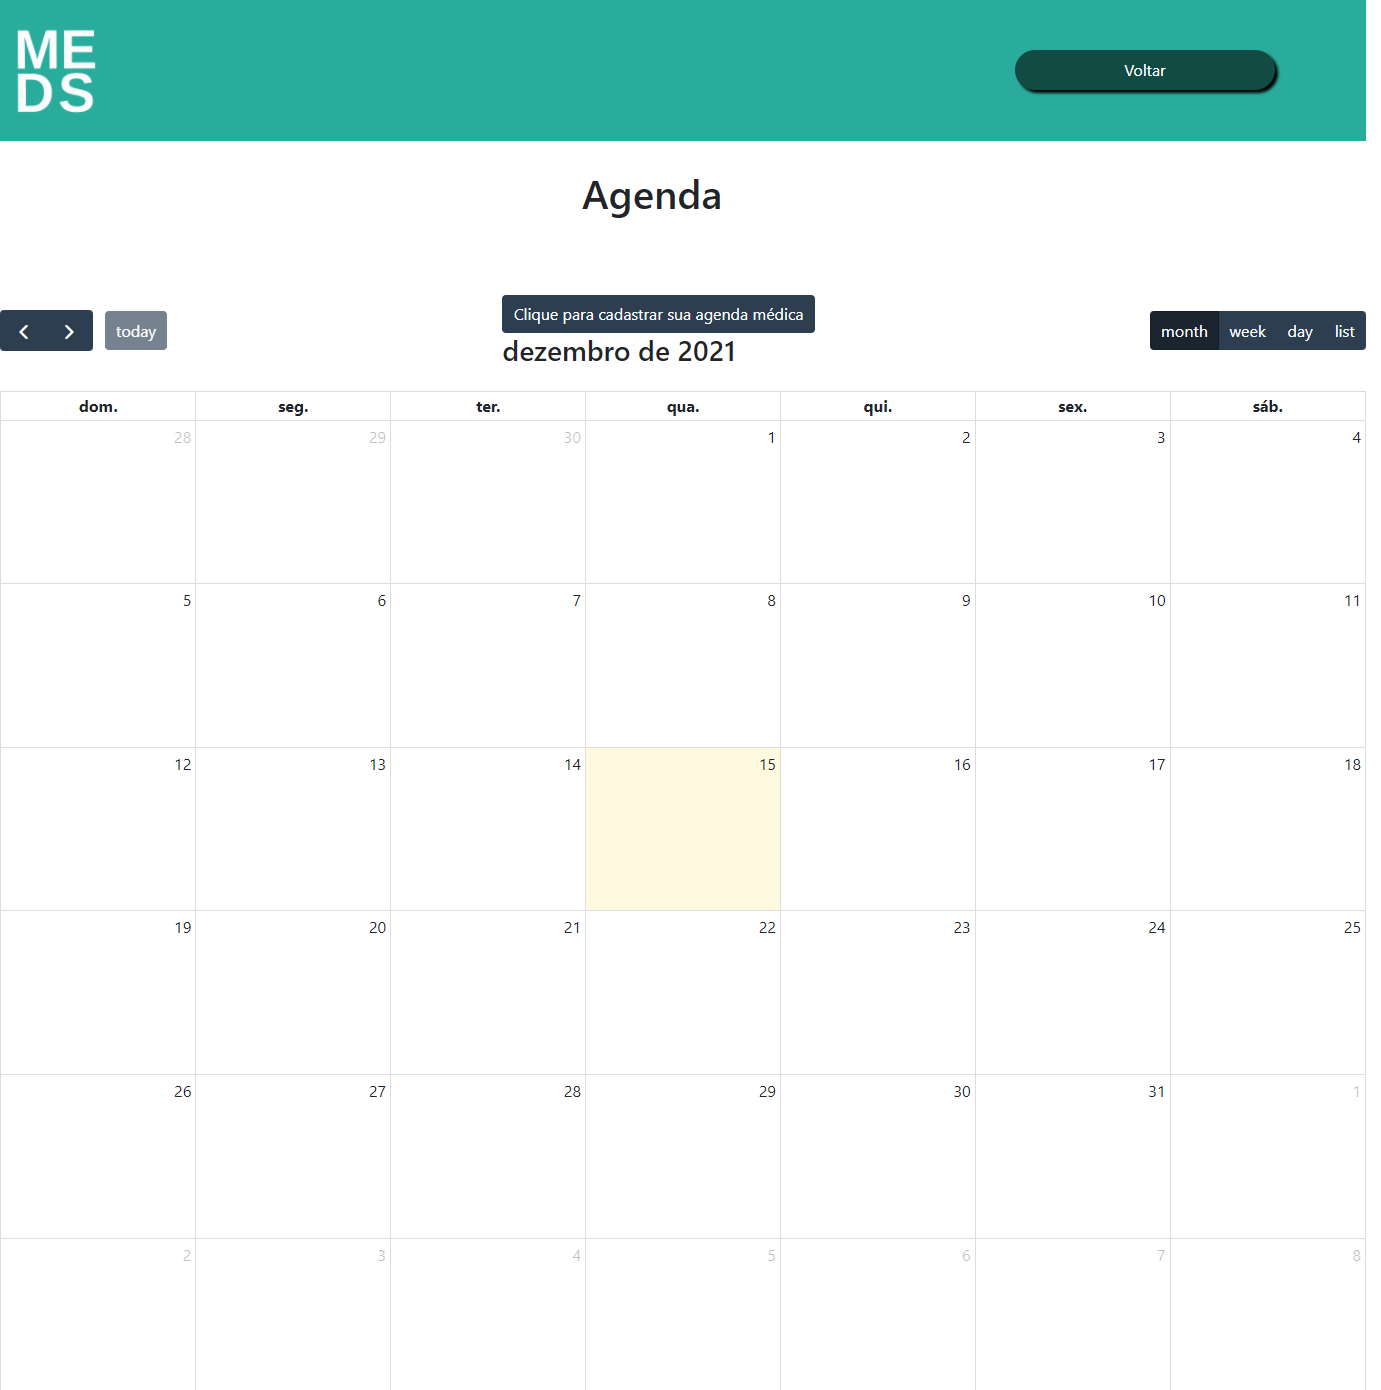 ME
DS
Voltar
Agenda
today
Clique para cadastrar sua agenda médica
dezembro de 2021
month week day list
dom. seg. ter. qua. qui. sex. sáb.
28 29 30 1 2 3 4
5 6 7 8 9 10 11
12 13 14 15 16 17 18
19 20 21 22 23 24 25
26 27 28 29 30 31 1
2 3 4 5 6 7 8